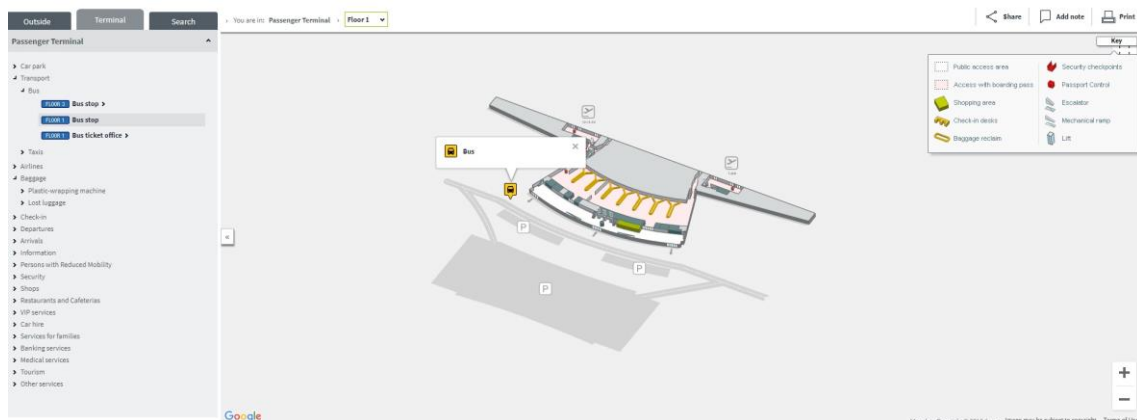 Outside Terminal Search
Passenger Terminal
Car park
Transport
Bus
FLOOR 3 Bus stop
FLOOR 1 Bus stop
FLOOR 1 Bus ticket office
Taxis
Airlines
Baggage
Plastic-wrapping machine
Lost luggage
Check-in
Departures
Arrivals
Information
Persons with Reduced Mobility
Security
Shops
Restaurants and Cafeterias
VIP services
Car hire
Services for families
Banking services
Medical services
Tourism
Other services
You are in: Passenger Terminal Floor 1
Share Add note Print
Key
Public access area Security checkpoints
Access with boarding pass Passport Control
Shopping area Escalator
Check-in desks Mechanical ramp
Baggage reclaim Lift
Bus
P
P
P
Google